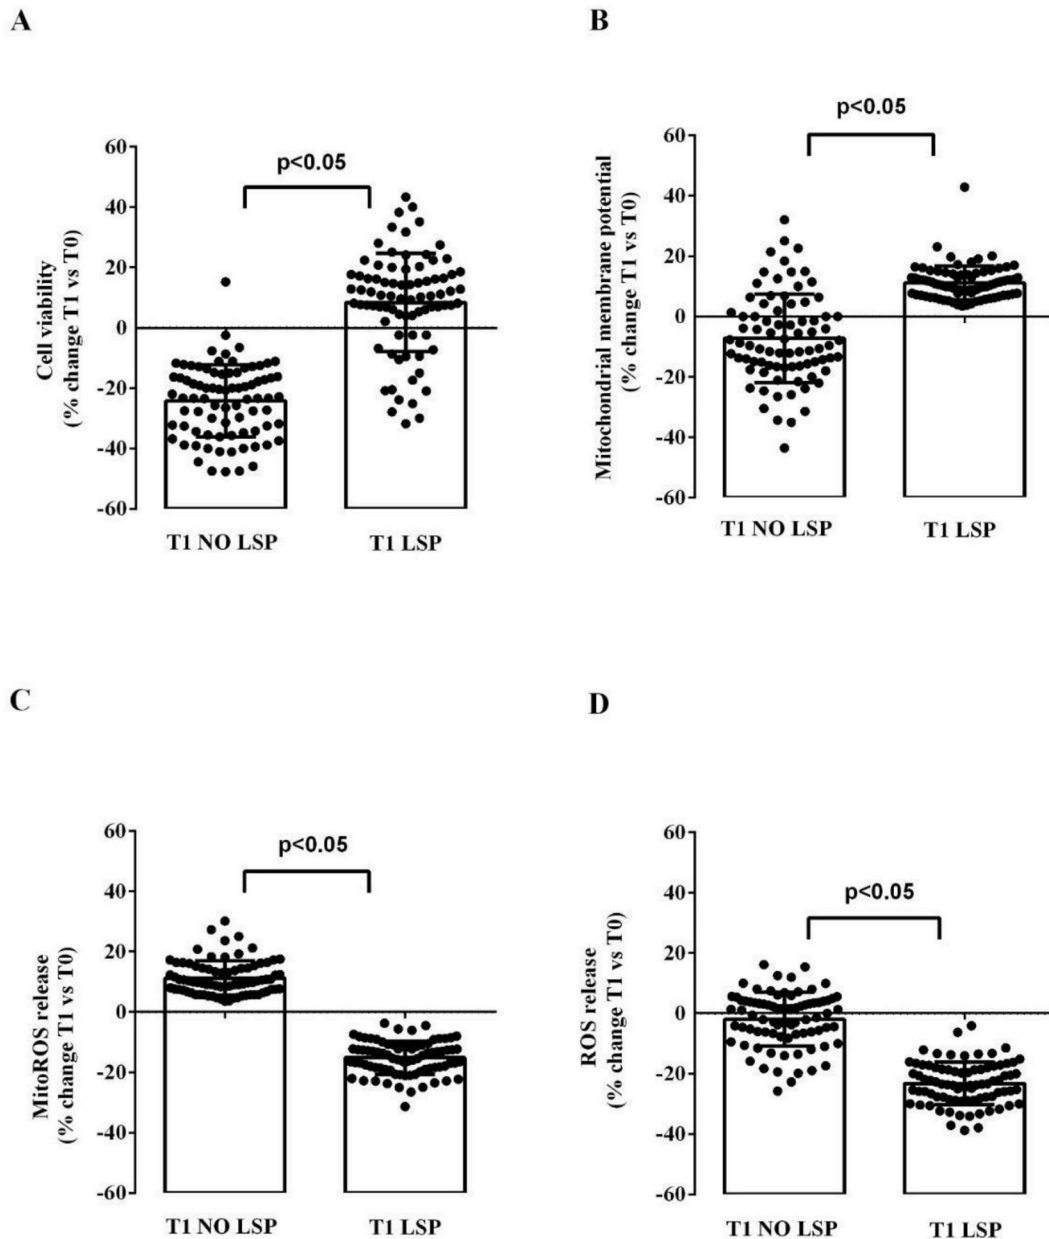 A
B
p<0.05
p<0.05
Cell viability
(% change T1 vs T0)
60
40
20
0
-20
-40
-60
T1 NO LSP
T1 LSP
Mitochondrial membrane potential
(% change T1 vs T0)
60
40
20
0
-20
-40
-60
T1 NO LSP
T1 LSP
C
D
p<0.05
p<0.05
MitoROS release
(% change T1 vs T0)
60
40
20
0
-20
-40
-60
T1 NO LSP
T1 LSP
ROS release
(% change T1 vs T0)
60
40
20
0
-20
-40
-60
T1 NO LSP
T1 LSP